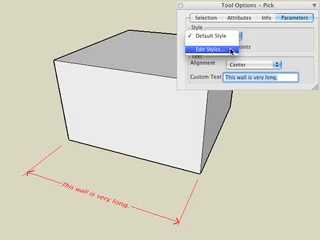 Tool Options - Pick
Selection Attributes Info Parameters
Style
✓ Default Style
Edit Styles...
oints
Text
Alignment Center
Custom Text This wall is very long.
This wall is very long.